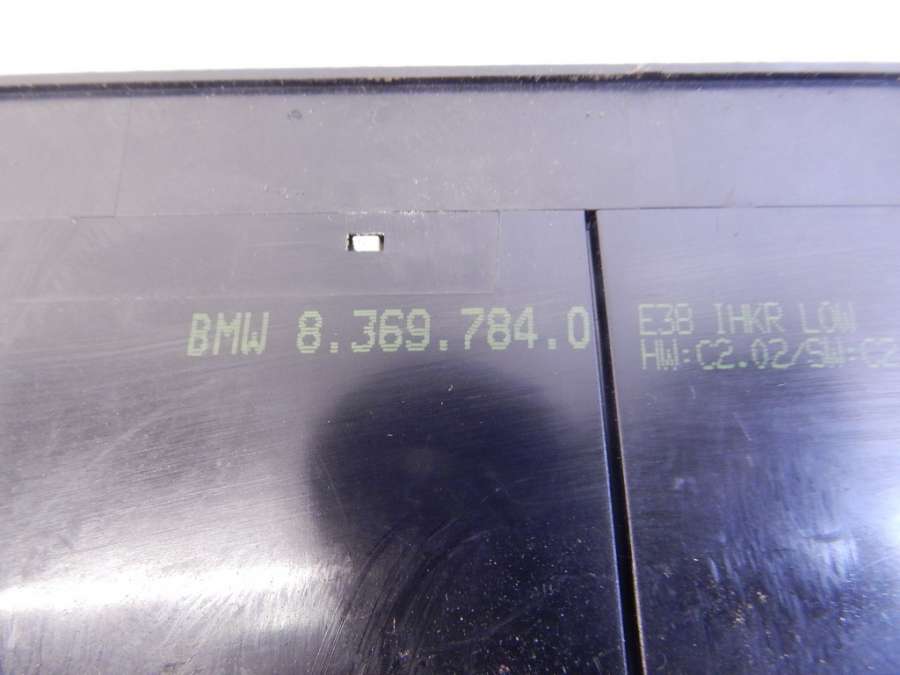 BMW 8.369.784.0
E38 IHKR LOW
HW:C2.02/SW:C2